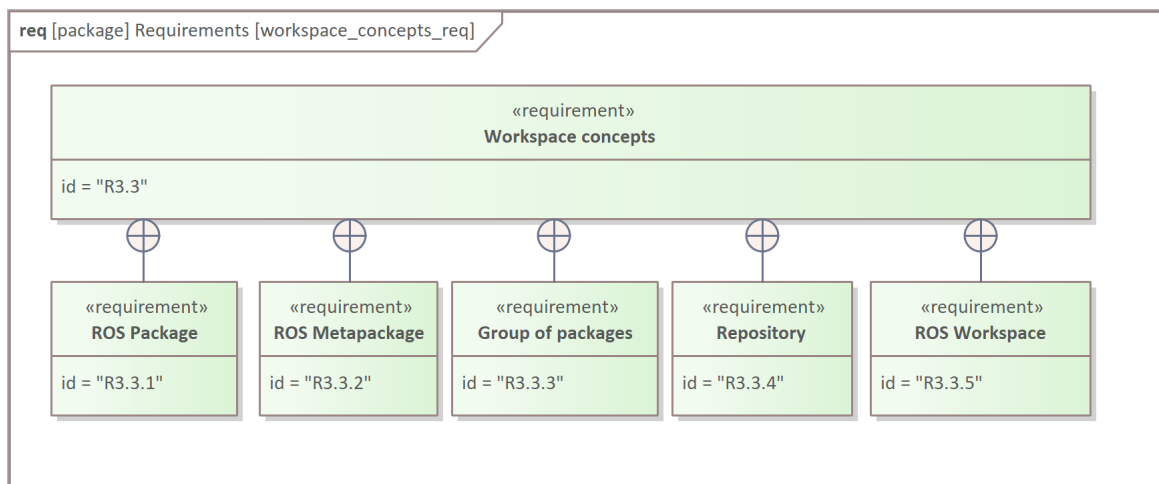 req [package] Requirements [workspace_concepts_req]
«requirement»
Workspace concepts
id = "R3.3"
«requirement»
ROS Package
id = "R3.3.1"
«requirement»
ROS Metapackage
id = "R3.3.2"
«requirement»
Group of packages
id = "R3.3.3"
«requirement»
Repository
id = "R3.3.4"
«requirement»
ROS Workspace
id = "R3.3.5"